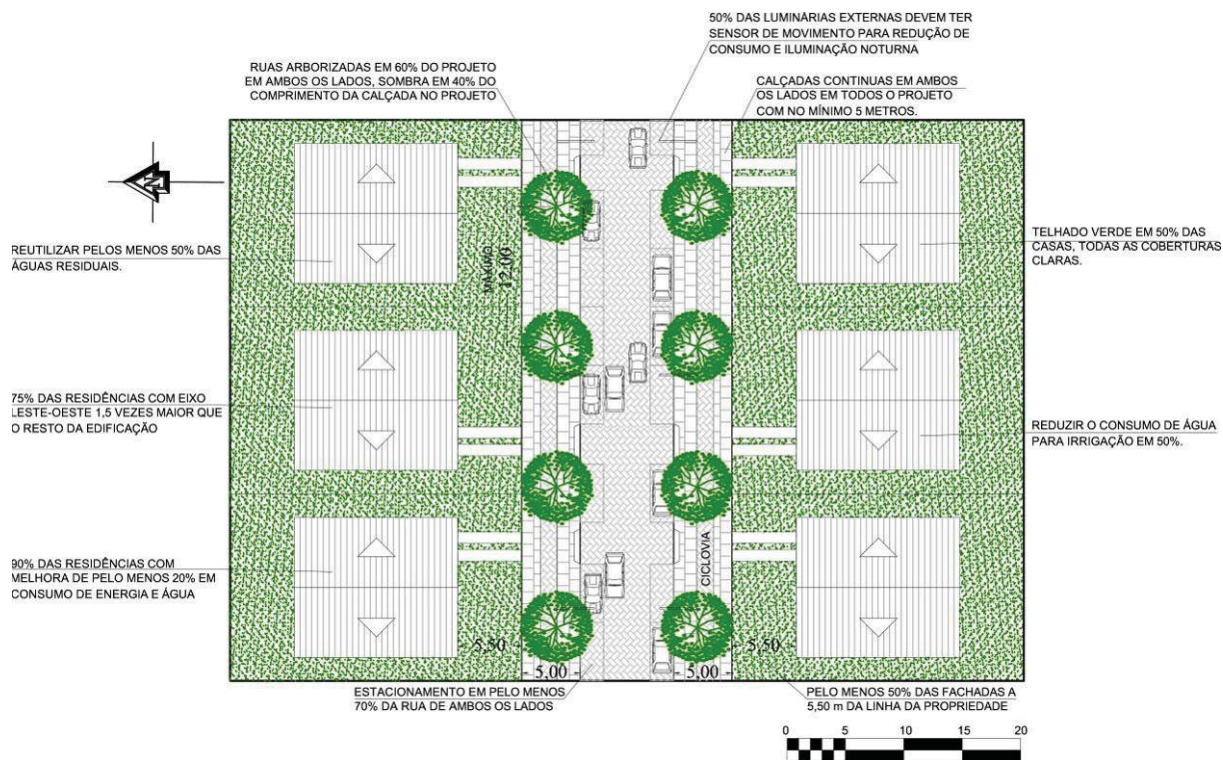 50% DAS LUMINÁRIAS EXTERNAS DEVEM TER
SENSOR DE MOVIMENTO PARA REDUÇÃO DE
CONSUMO E ILUMINAÇÃO NOTURNA
RUAS ARBORIZADAS EM 60% DO PROJETO
EM AMBOS OS LADOS, SOMBRA EM 40% DO
COMPRIMENTO DA CALÇADA NO PROJETO
CALÇADAS CONTINUAS EM AMBOS
OS LADOS EM TODOS O PROJETO
COM NO MÍNIMO 5 METROS.
N
REUTILIZAR PELOS MENOS 50% DAS
ÁGUAS RESIDUAIS.
MÁXIMO
12,00
TELHADO VERDE EM 50% DAS
CASAS, TODAS AS COBERTURAS
CLARAS.
75% DAS RESIDÊNCIAS COM EIXO
LESTE-OESTE 1,5 VEZES MAIOR QUE
O RESTO DA EDIFICAÇÃO
REDUZIR O CONSUMO DE ÁGUA
PARA IRRIGAÇÃO EM 50%.
90% DAS RESIDÊNCIAS COM
MELHORA DE PELO MENOS 20% EM
CONSUMO DE ENERGIA E ÁGUA
CICLOVIA
5,50
5,00
5,00
5,50
ESTACIONAMENTO EM PELO MENOS
70% DA RUA DE AMBOS OS LADOS
PELO MENOS 50% DAS FACHADAS A
5,50 m DA LINHA DA PROPRIEDADE
0 5 10 15 20